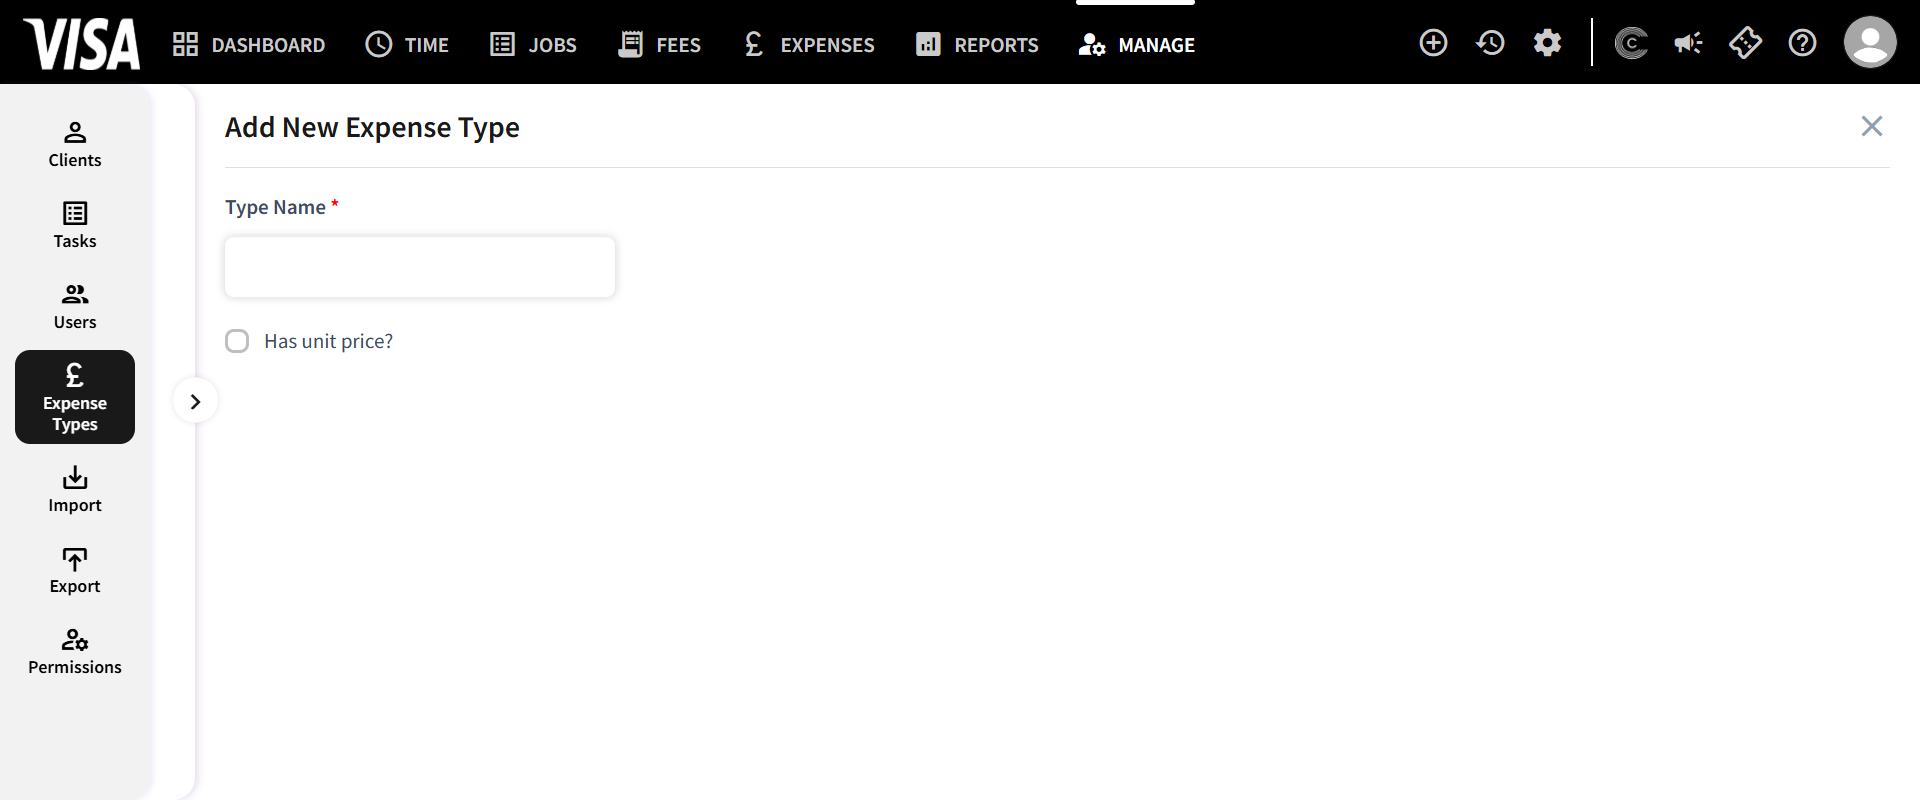 VISA
DASHBOARD
TIME
JOBS
FEES
£ EXPENSES
REPORTS
MANAGE
C
?
Clients
Tasks
Users
£
Expense
Types
Import
Export
Permissions
Add New Expense Type
Type Name *
Has unit price?